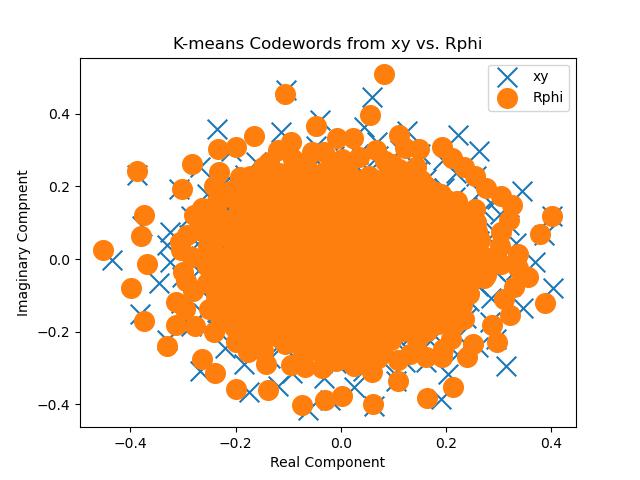 K-means Codewords from xy vs. Rphi
xy
Rphi
0.4
0.2
0.0
−0.2
−0.4
Imaginary Compnent
−0.4
−0.2
0.0
0.2
0.4
Real Component